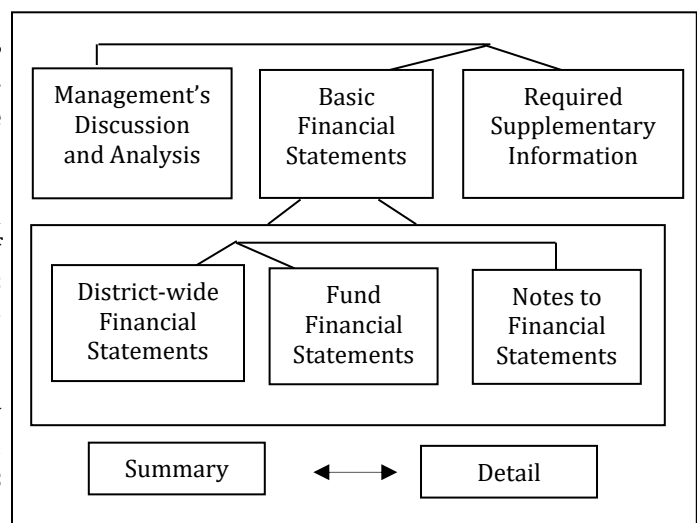 Management’s
Discussion
and Analysis
Basic
Financial
Statements
Required
Supplementary
Information
District-wide
Financial
Statements
Fund
Financial
Statements
Notes to
Financial
Statements
Summary
Detail